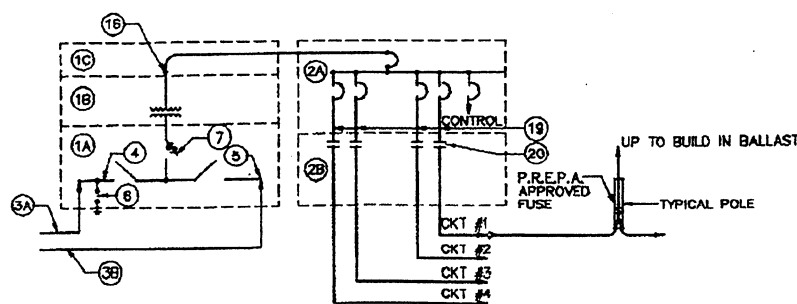 16
1C
1B
1A
7
4
5
6
3A
3B
2A
CONTROL
19
20
2B
UP TO BUILD IN BALLAST
P.R.E.P.A.
APPROVED
FUSE
TYPICAL POLE
CKT #1
CKT #2
CKT #3
CKT #4